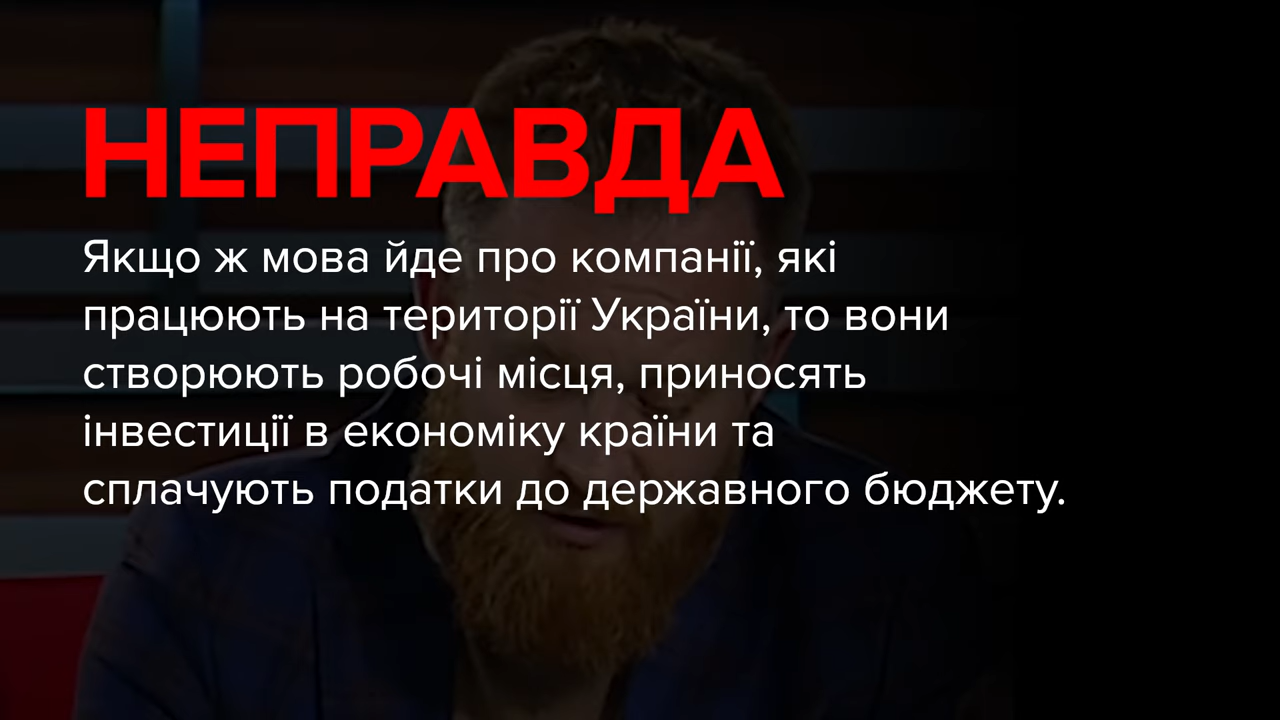 НЕПРАВДА
Якщо ж мова йде про компанії, які
працюють на території України, то вони
створюють робочі місця, приносять
інвестиції в економіку країни та
сплачують податки до державного бюджету.